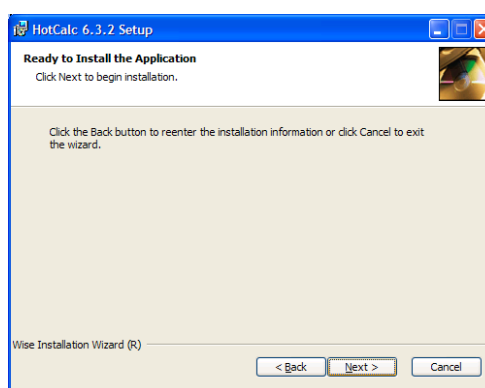 HotCalc 6.3.2 Setup
Ready to Install the Application
Click Next to begin installation.
Click the Back button to reenter the installation information or click Cancel to exit
the wizard.
Wise Installation Wizard (R)
< Back Next > Cancel